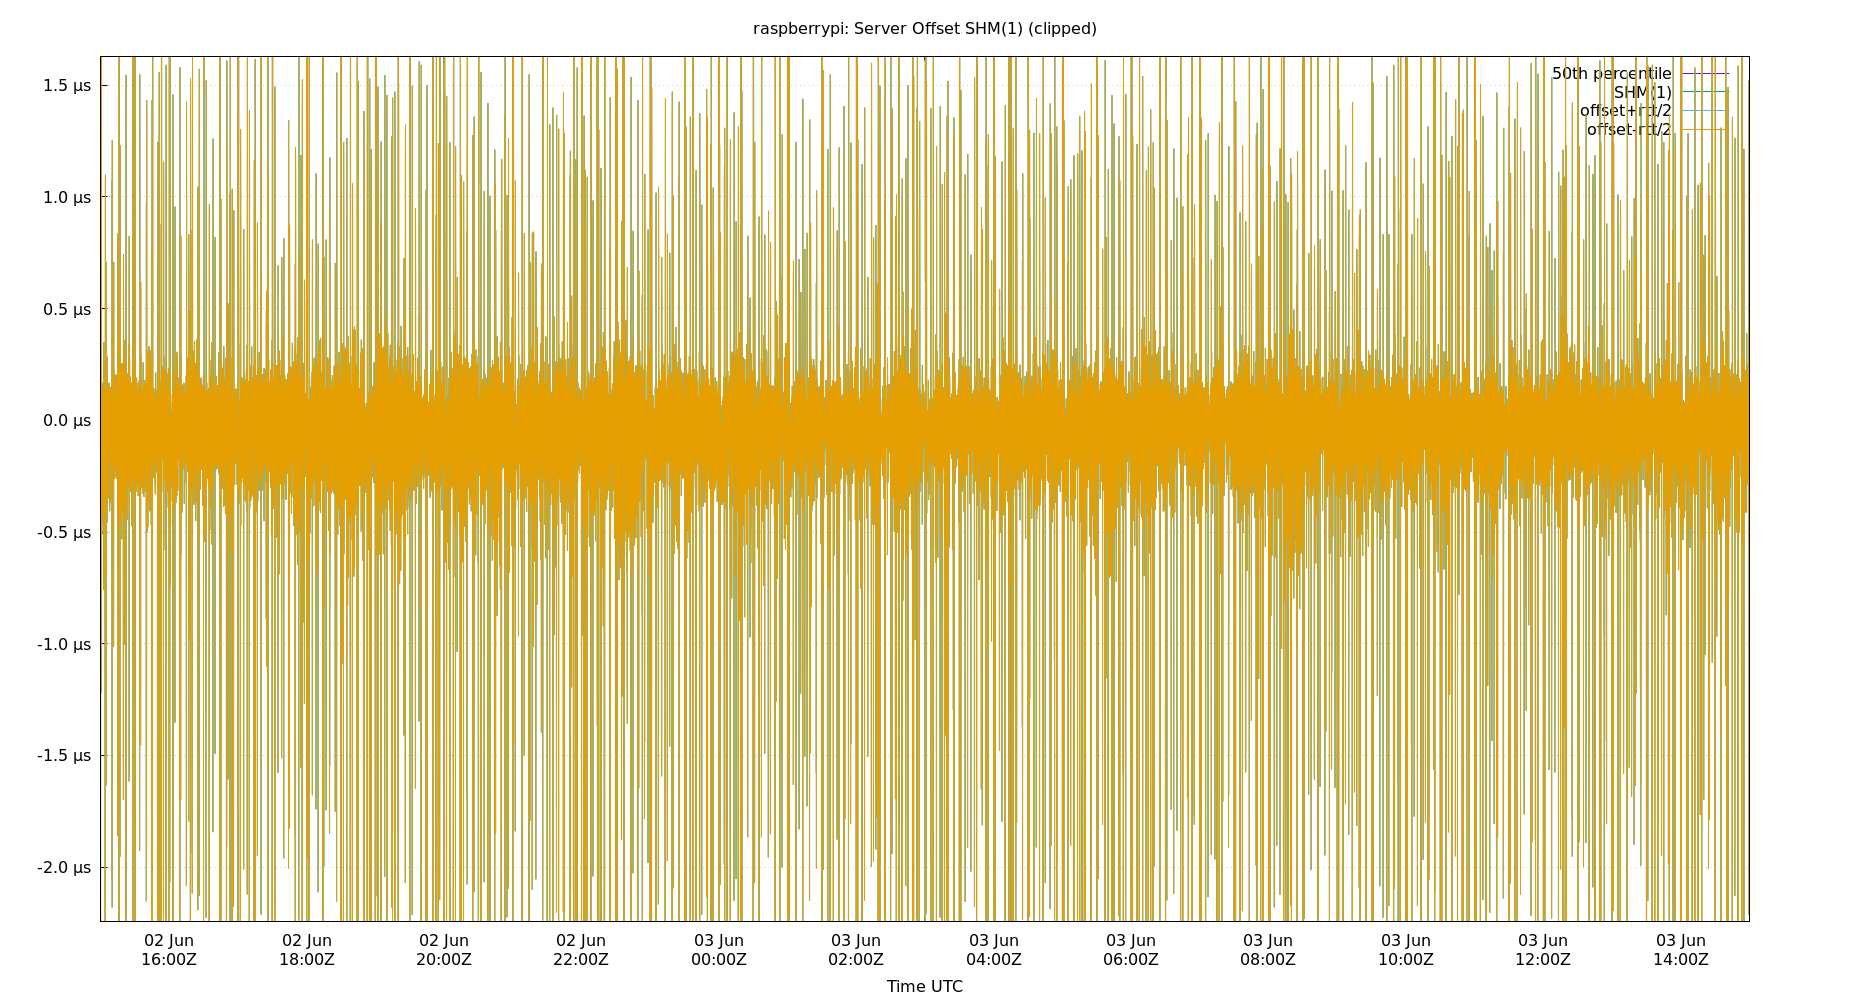 raspberrypi: Server Offset SHM(1) (clipped)
50th percentile
SHM(1)
offset+rtt/2
offset-rtt/2
1.5 µs
1.0 µs
0.5 µs
0.0 µs
-0.5 µs
-1.0 µs
-1.5 µs
-2.0 µs
02 Jun 02 Jun 02 Jun 02 Jun 03 Jun 03 Jun 03 Jun 03 Jun 03 Jun 03 Jun 03 Jun 03 Jun
16:00Z 18:00Z 20:00Z 22:00Z 00:00Z 02:00Z 04:00Z 06:00Z 08:00Z 10:00Z 12:00Z 14:00Z
Time UTC